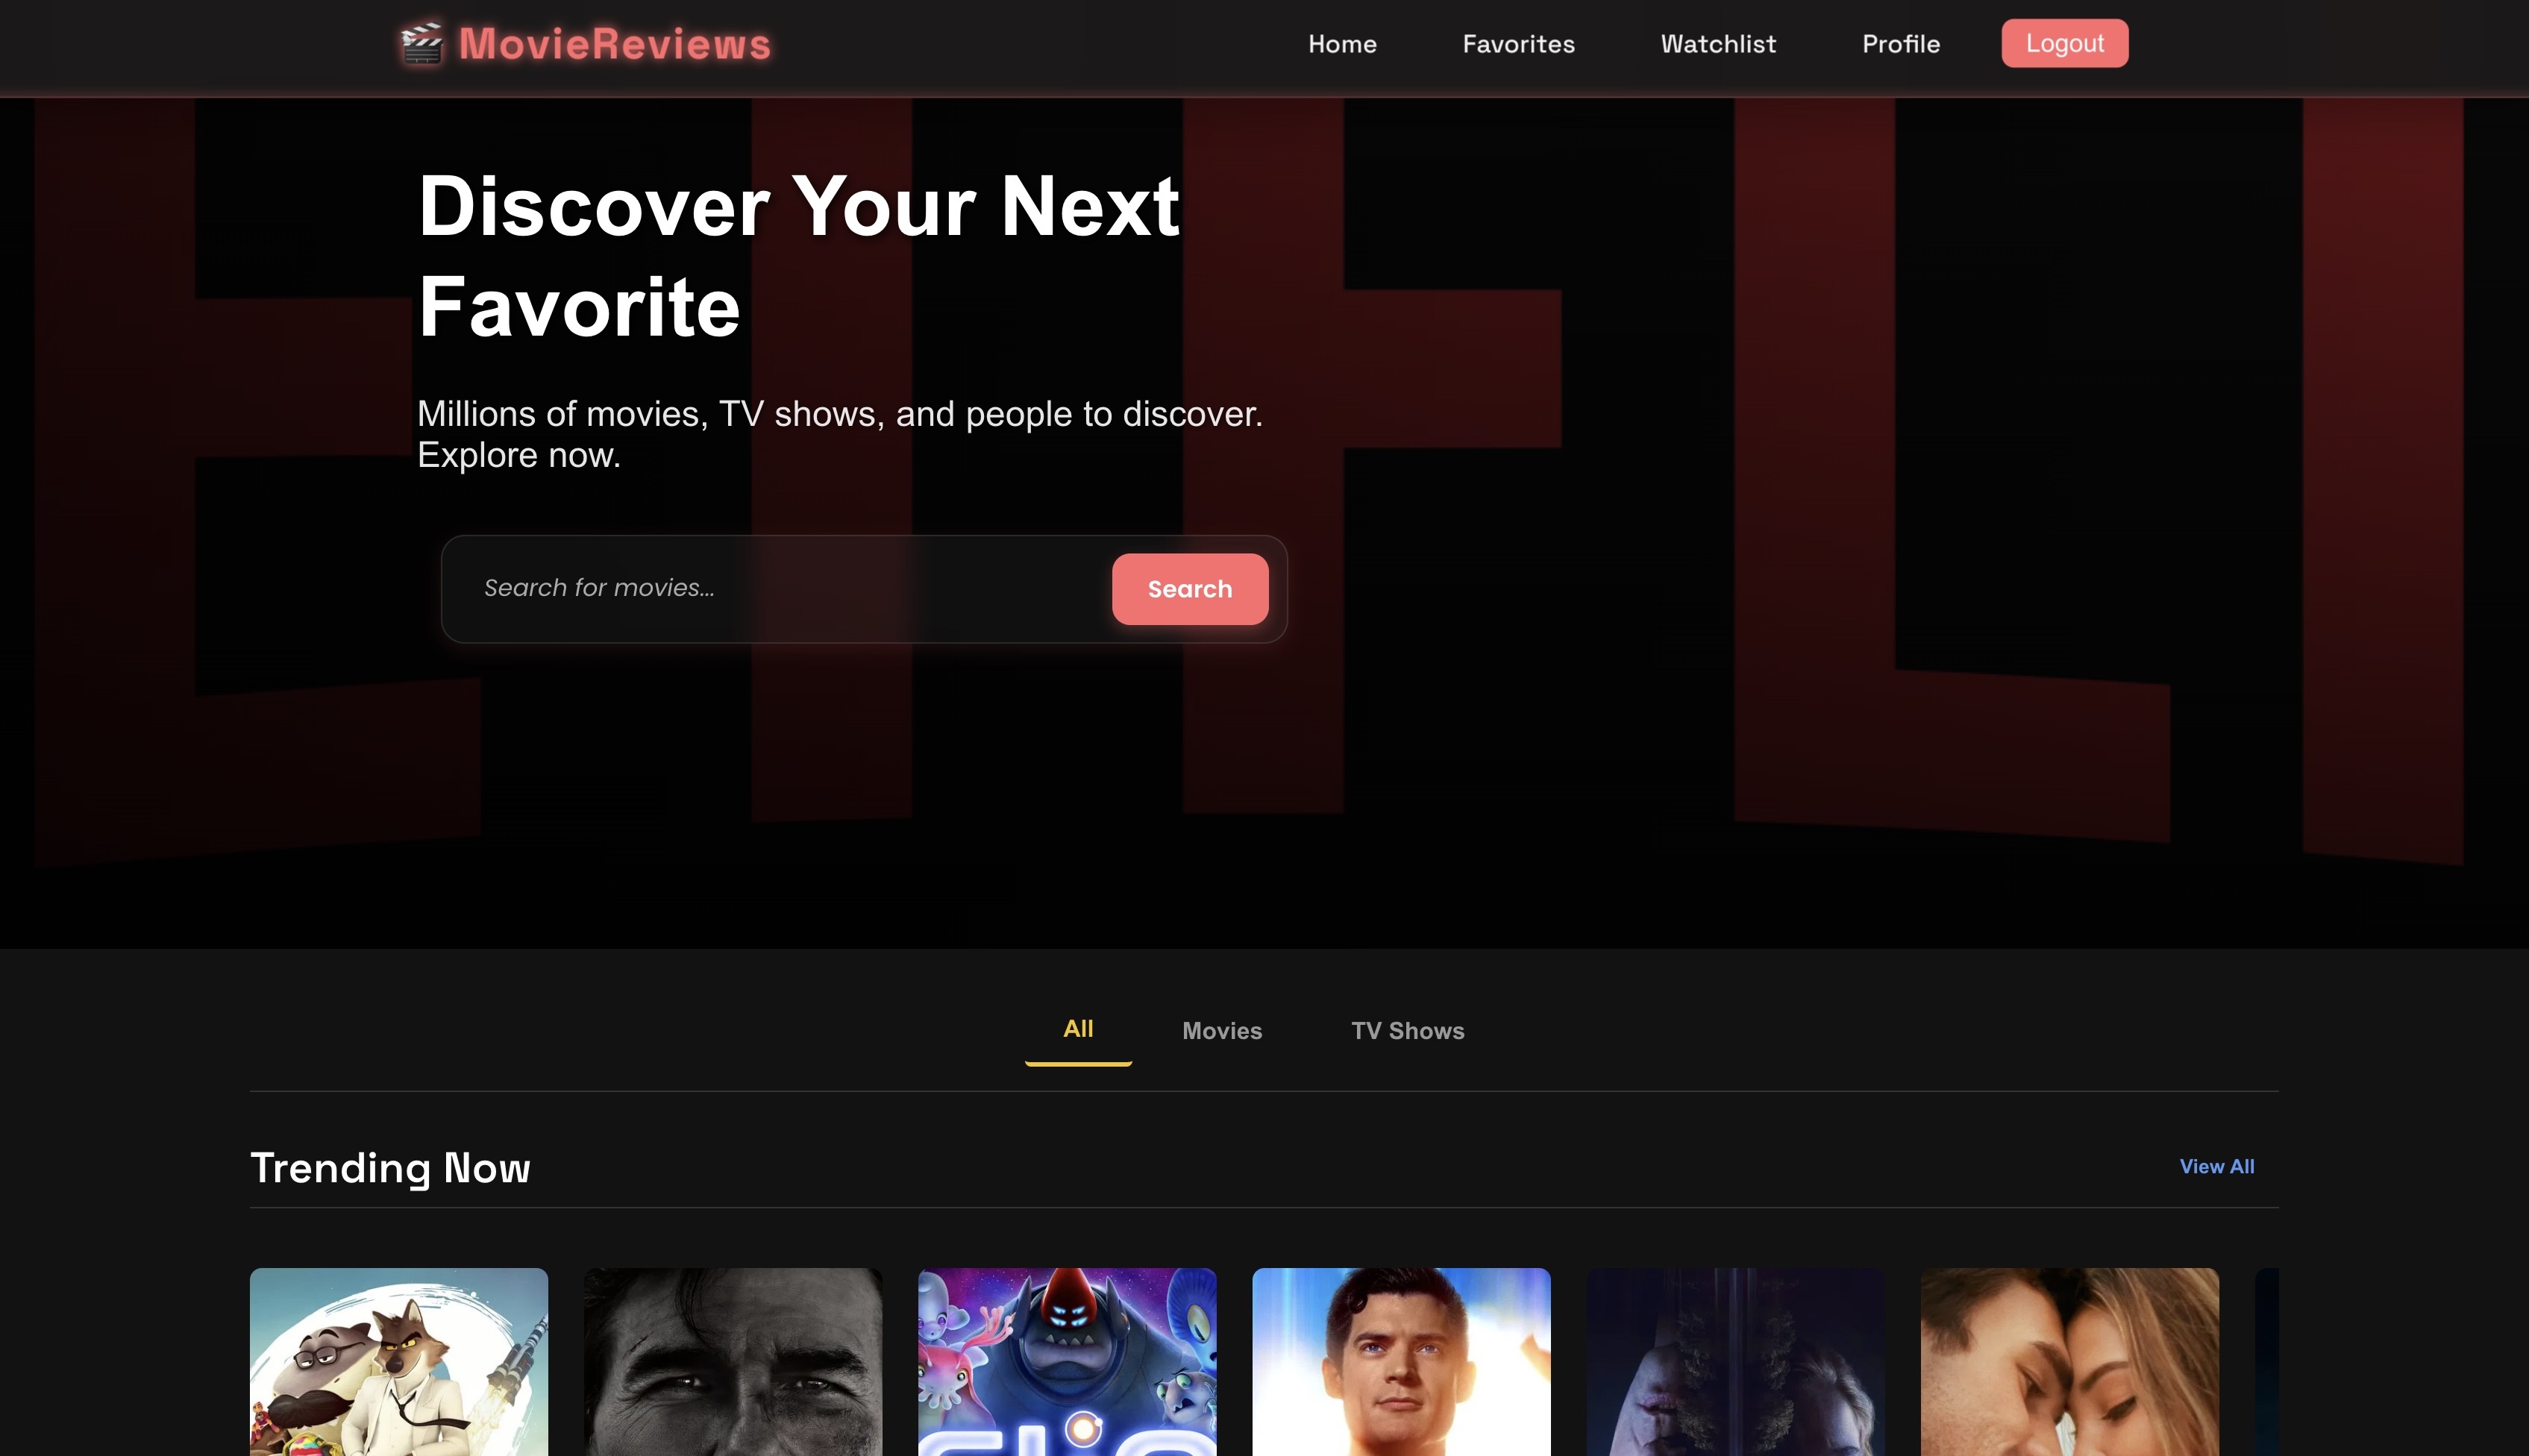 🎬 MovieReviews
Home Favorites Watchlist Profile Logout
Discover Your Next
Favorite
Millions of movies, TV shows, and people to discover.
Explore now.
Search for movies...
Search
All Movies TV Shows
Trending Now
View All